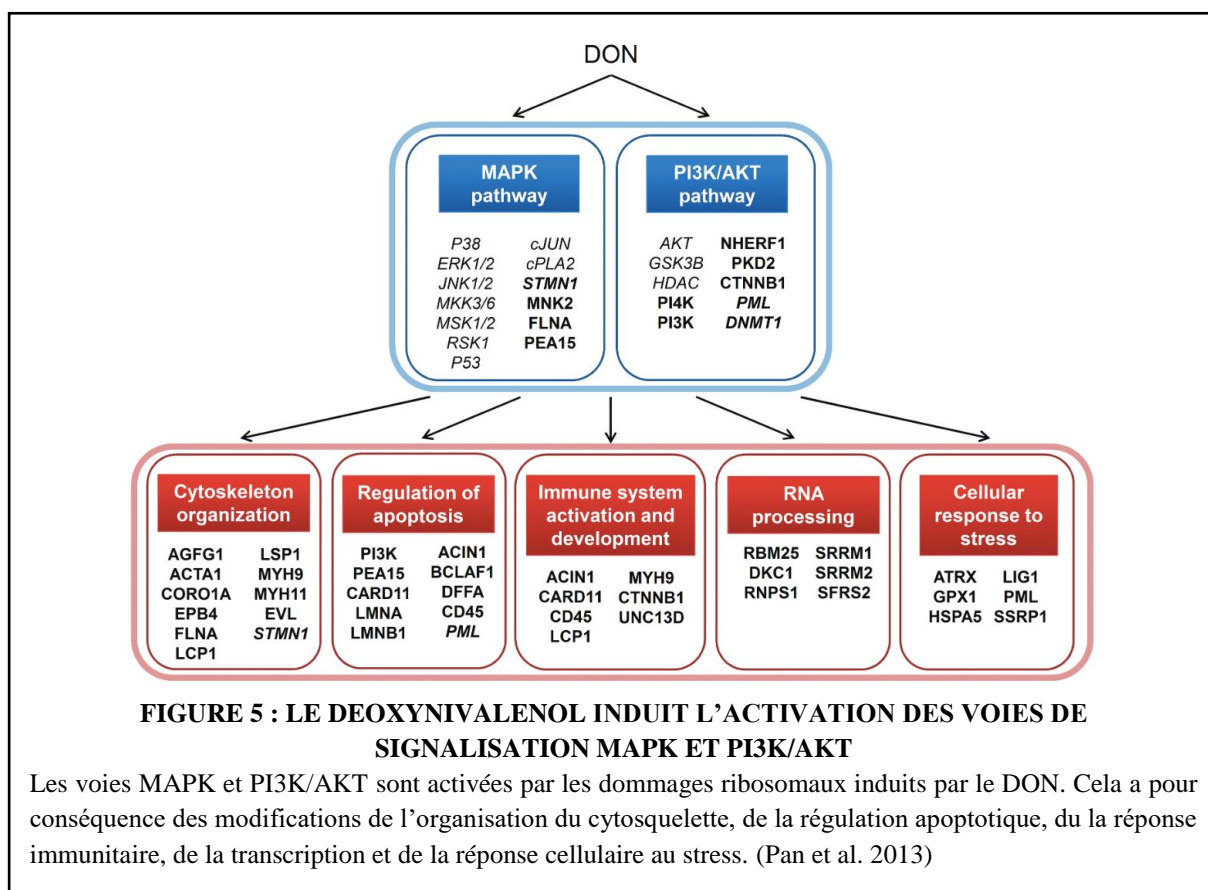 DON
MAPK
pathway
P38 cJUN
ERK1/2 cPLA2
JNK1/2 STMN1
MKK3/6 MNK2
MSK1/2 FLNA
RSK1 PEA15
P53
PI3K/AKT
pathway
AKT NHERF1
GSK3B PKD2
HDAC CTNNB1
PI4K PML
PI3K DNMT1
Cytoskeleton
organization
AGFG1 LSP1
ACTA1 MYH9
CORO1A MYH11
EPB4 EVL
FLNA STMN1
LCP1
Regulation of
apoptosis
PI3K ACIN1
PEA15 BCLAF1
CARD11 DFFA
LMNA CD45
LMNB1 PML
Immune system
activation and
development
ACIN1 MYH9
CARD11 CTNNB1
CD45 UNC13D
LCP1
RNA
processing
RBM25 SRRM1
DKC1 SRRM2
RNPS1 SFRS2
Cellular
response to
stress
ATRX LIG1
GPX1 PML
HSPA5 SSRP1
FIGURE 5 : LE DEOXYNIVALENOL INDUIT L’ACTIVATION DES VOIES DE
SIGNALISATION MAPK ET PI3K/AKT
Les voies MAPK et PI3K/AKT sont activées par les dommages ribosomaux induits par le DON. Cela a pour
conséquence des modifications de l’organisation du cytosquelette, de la régulation apoptotique, du la réponse
immunitaire, de la transcription et de la réponse cellulaire au stress. (Pan et al. 2013)